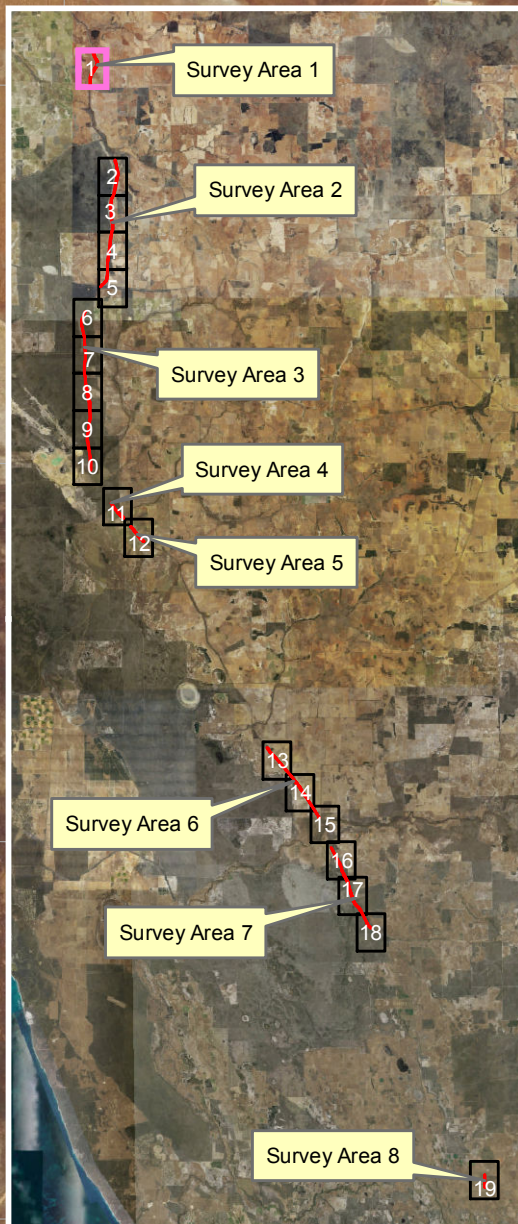 1
Survey Area 1
2
Survey Area 2
3
4
5
6
7
Survey Area 3
8
9
10
Survey Area 4
11
12
Survey Area 5
13
14
Survey Area 6
15
16
17
Survey Area 7
18
Survey Area 8
19